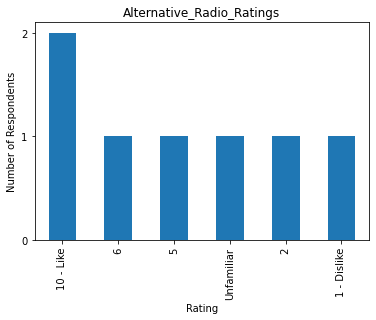 Alternative_Radio_Ratings
Number of Respondents
2
1
0
10 - Like
6
5
Unfamiliar
2
1 - Dislike
Rating